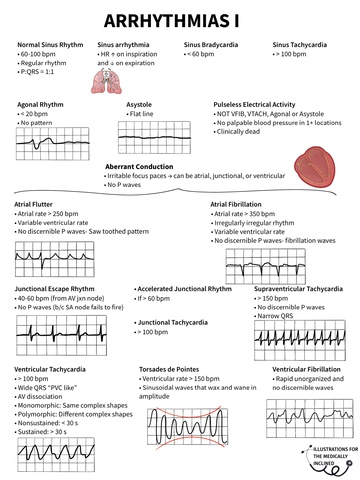 ARRHYTHMIAS I
Normal Sinus Rhythm
• 60-100 bpm
• Regular rhythm
• P:QRS = 1:1
Sinus arrhythmia
• HR ↑ on inspiration
and ↓ on expiration
Sinus Bradycardia
• < 60 bpm
Sinus Tachycardia
• > 100 bpm
Agonal Rhythm
• < 20 bpm
• No pattern
Asystole
• Flat line
Pulseless Electrical Activity
• NOT VFIB, VTACH, Agonal or Asystole
• No palpable blood pressure in 1+ locations
• Clinically dead
Aberrant Conduction
• Irritable focus paces → can be atrial, junctional, or ventricular
• No P waves
Atrial Flutter
• Atrial rate > 250 bpm
• Variable ventricular rate
• No discernible P waves- Saw toothed pattern
Atrial Fibrillation
• Atrial rate > 350 bpm
• Irregularly irregular rhythm
• Variable ventricular rate
• No discernible P waves- fibrillation waves
Junctional Escape Rhythm
• 40-60 bpm (from AV jxn node)
• No P waves (b/c SA node fails to fire)
• Accelerated Junctional Rhythm
• If > 60 bpm
• Junctional Tachycardia
• > 100 bpm
Supraventricular Tachycardia
• > 150 bpm
• No discernible P waves
• Narrow QRS
Ventricular Tachycardia
• > 100 bpm
• Wide QRS "PVC like"
• AV dissociation
• Monomorphic: Same complex shapes
• Polymorphic: Different complex shapes
• Nonsustained: < 30 s
• Sustained: > 30 s
Torsades de Pointes
• Ventricular rate > 150 bpm
• Sinusoidal waves that wax and wane in
amplitude
Ventricular Fibrillation
• Rapid unorganized and
no discernible waves
ILLUSTRATIONS FOR
THE MEDICALLY
INCLINED